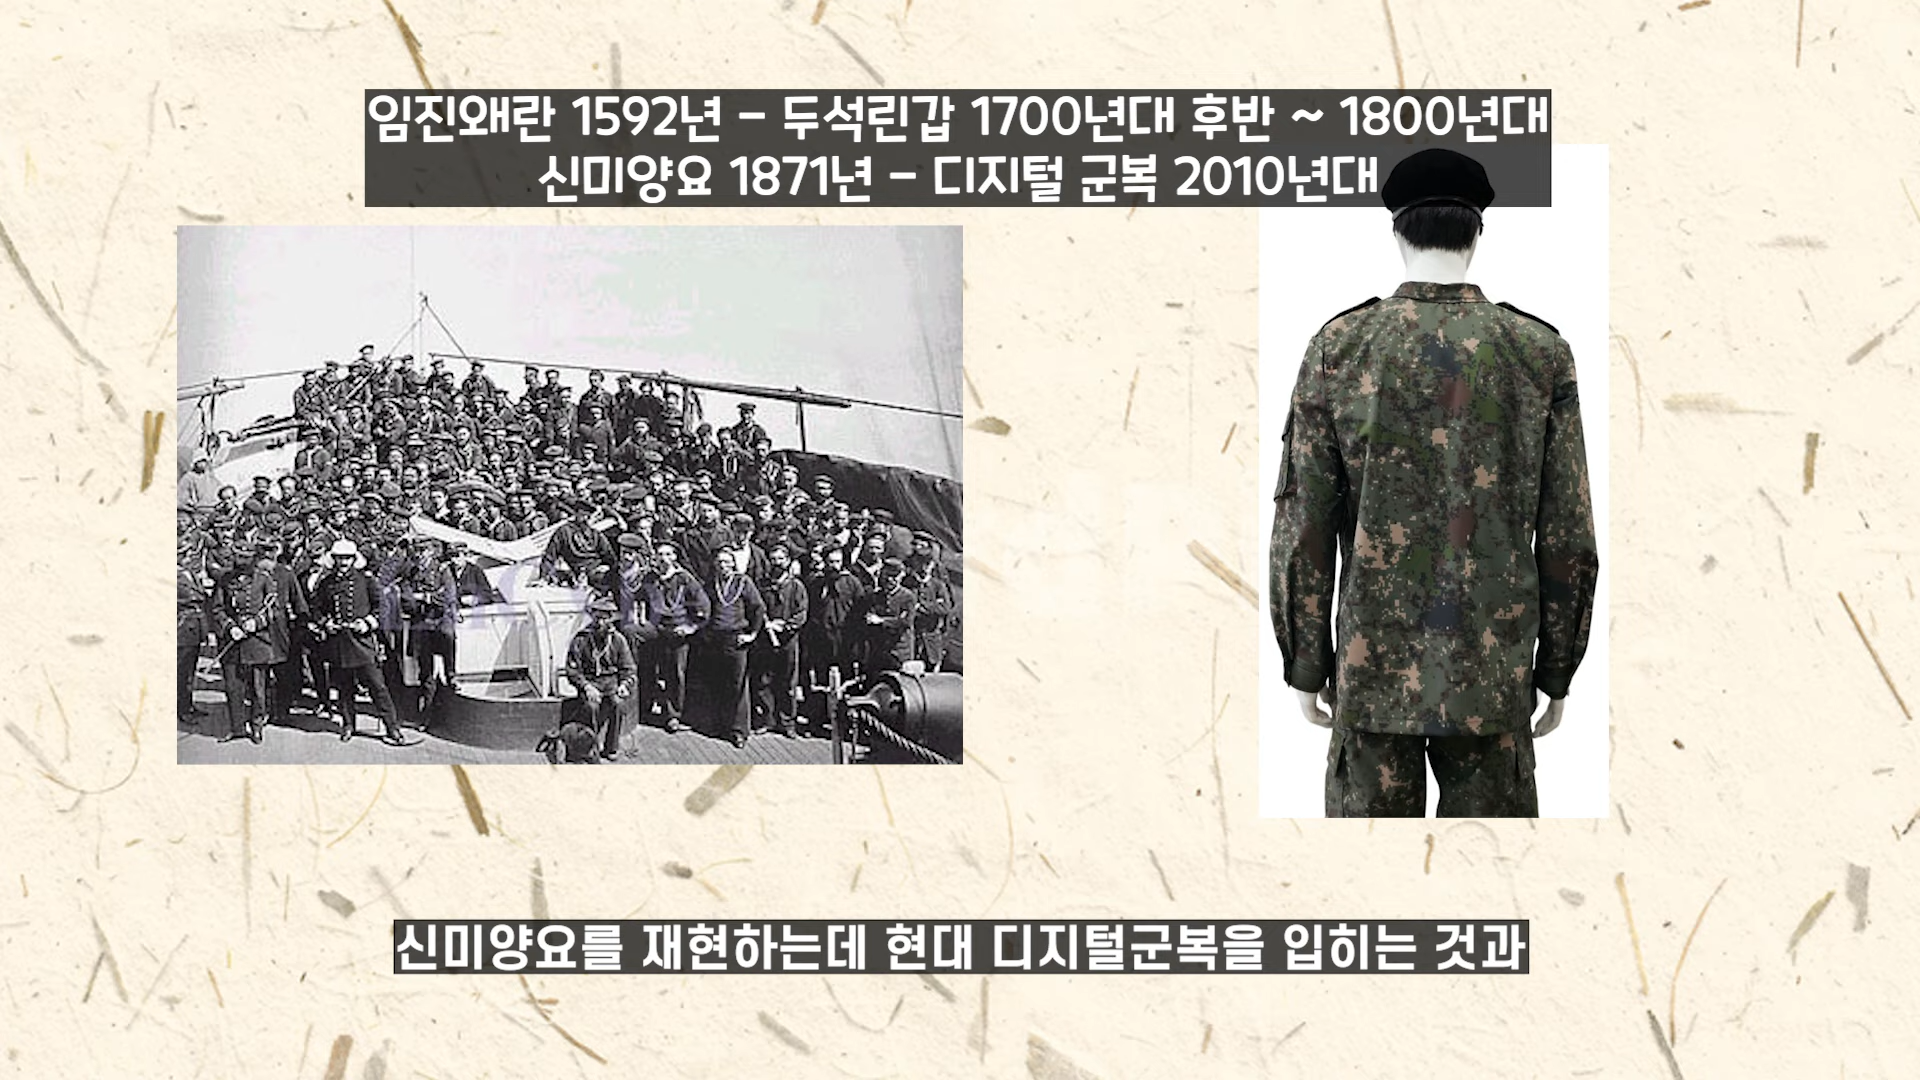 임진왜란 1592년 - 두석린갑 1700년대 후반 ~ 1800년대
신미양요 1871년 - 디지털 군복 2010년대
신미양요를 재현하는데 현대 디지털군복을 입히는 것과